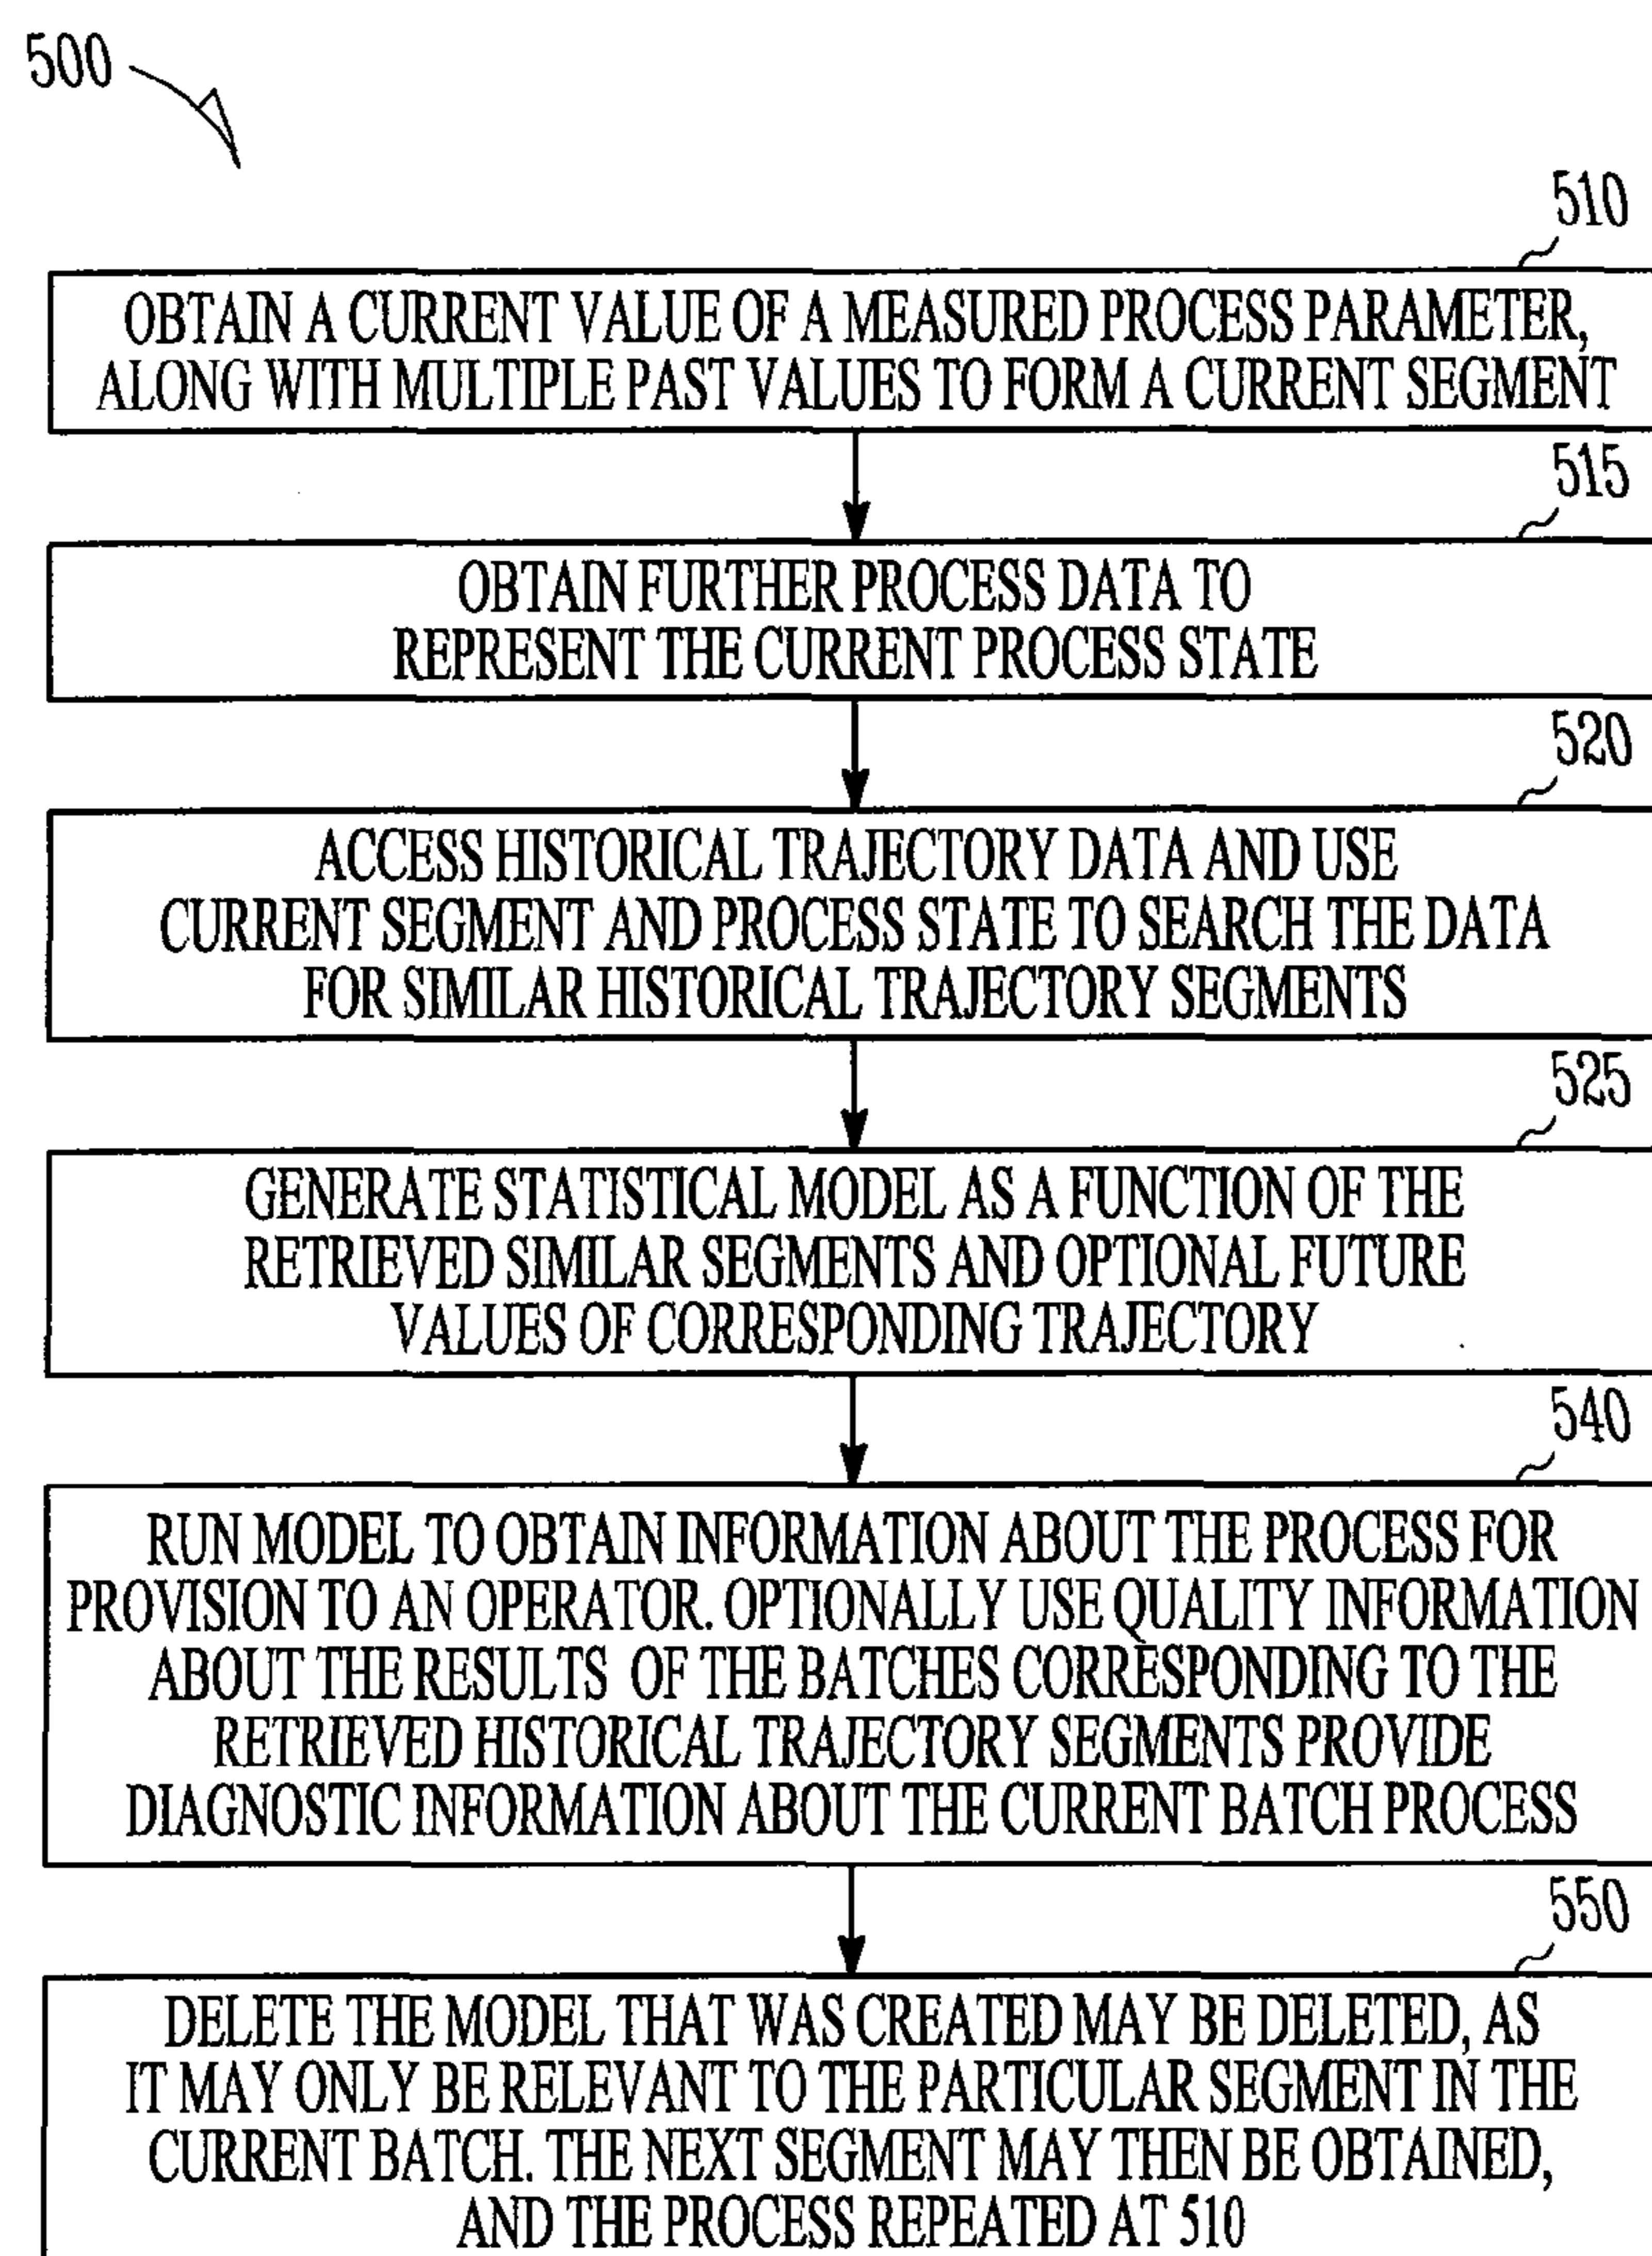 500
510
OBTAIN A CURRENT VALUE OF A MEASURED PROCESS PARAMETER,
ALONG WITH MULTIPLE PAST VALUES TO FORM A CURRENT SEGMENT
515
OBTAIN FURTHER PROCESS DATA TO
REPRESENT THE CURRENT PROCESS STATE
520
ACCESS HISTORICAL TRAJECTORY DATA AND USE
CURRENT SEGMENT AND PROCESS STATE TO SEARCH THE DATA
FOR SIMILAR HISTORICAL TRAJECTORY SEGMENTS
525
GENERATE STATISTICAL MODEL AS A FUNCTION OF THE
RETRIEVED SIMILAR SEGMENTS AND OPTIONAL FUTURE
VALUES OF CORRESPONDING TRAJECTORY
540
RUN MODEL TO OBTAIN INFORMATION ABOUT THE PROCESS FOR
PROVISION TO AN OPERATOR. OPTIONALLY USE QUALITY INFORMATION
ABOUT THE RESULTS OF THE BATCHES CORRESPONDING TO THE
RETRIEVED HISTORICAL TRAJECTORY SEGMENTS PROVIDE
DIAGNOSTIC INFORMATION ABOUT THE CURRENT BATCH PROCESS
550
DELETE THE MODEL THAT WAS CREATED MAY BE DELETED, AS
IT MAY ONLY BE RELEVANT TO THE PARTICULAR SEGMENT IN THE
CURRENT BATCH. THE NEXT SEGMENT MAY THEN BE OBTAINED,
AND THE PROCESS REPEATED AT 510